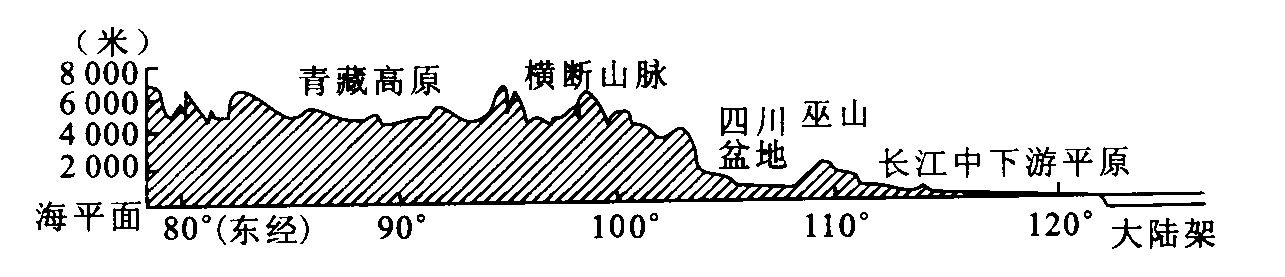 （米）
8 000
6 000
4 000
2 000
海平面
青藏高原
横断山脉
四川
盆地
巫山
长江中下游平原
80°(东经)
90°
100°
110°
120°
大陆架